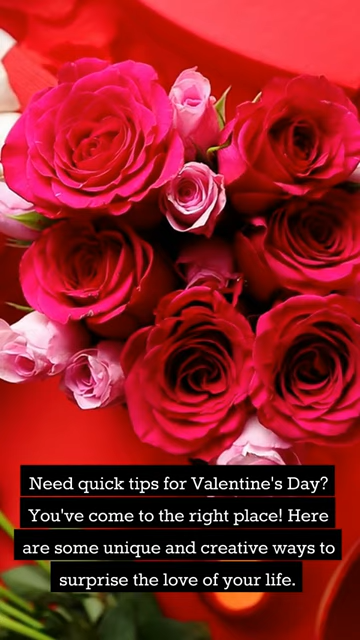 Need quick tips for Valentine's Day?
You've come to the right place! Here
are some unique and creative ways to
surprise the love of your life.